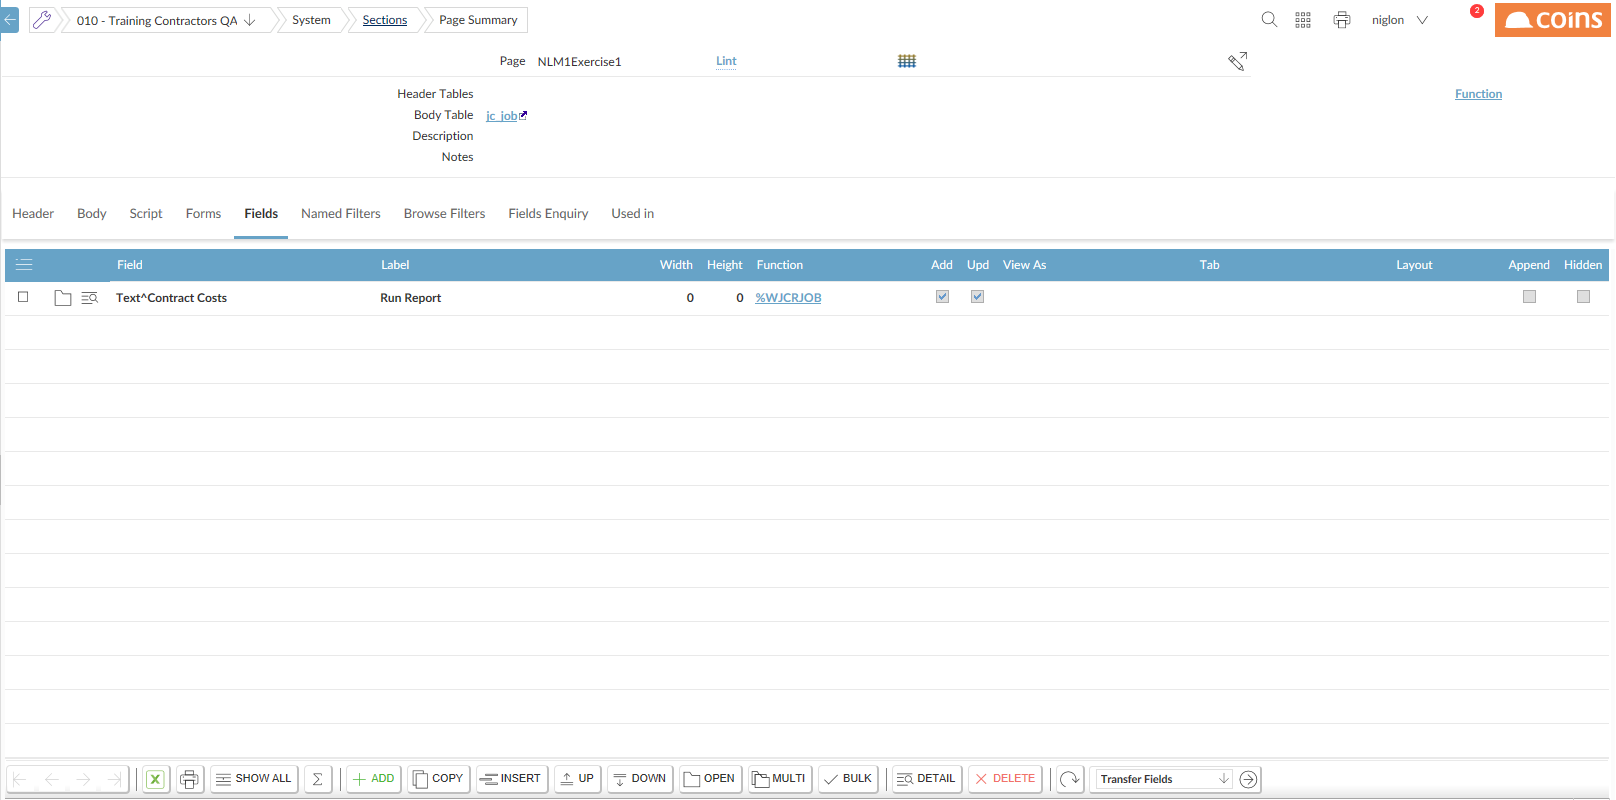 010 - Training Contractors QA System Sections Page Summary niglon 2 coins
Page NLM1Exercise1 Lint
Header Tables Function
Body Table jc_job
Description
Notes
Header Body Script Forms Fields Named Filters Browse Filters Fields Enquiry Used in
Field Label Width Height Function Add Upd View As Tab Layout Append Hidden
Text^Contract Costs Run Report 0 0 %WJCRJOB
X SHOW ALL Σ ADD COPY INSERT UP DOWN OPEN MULTI BULK DETAIL DELETE Transfer Fields